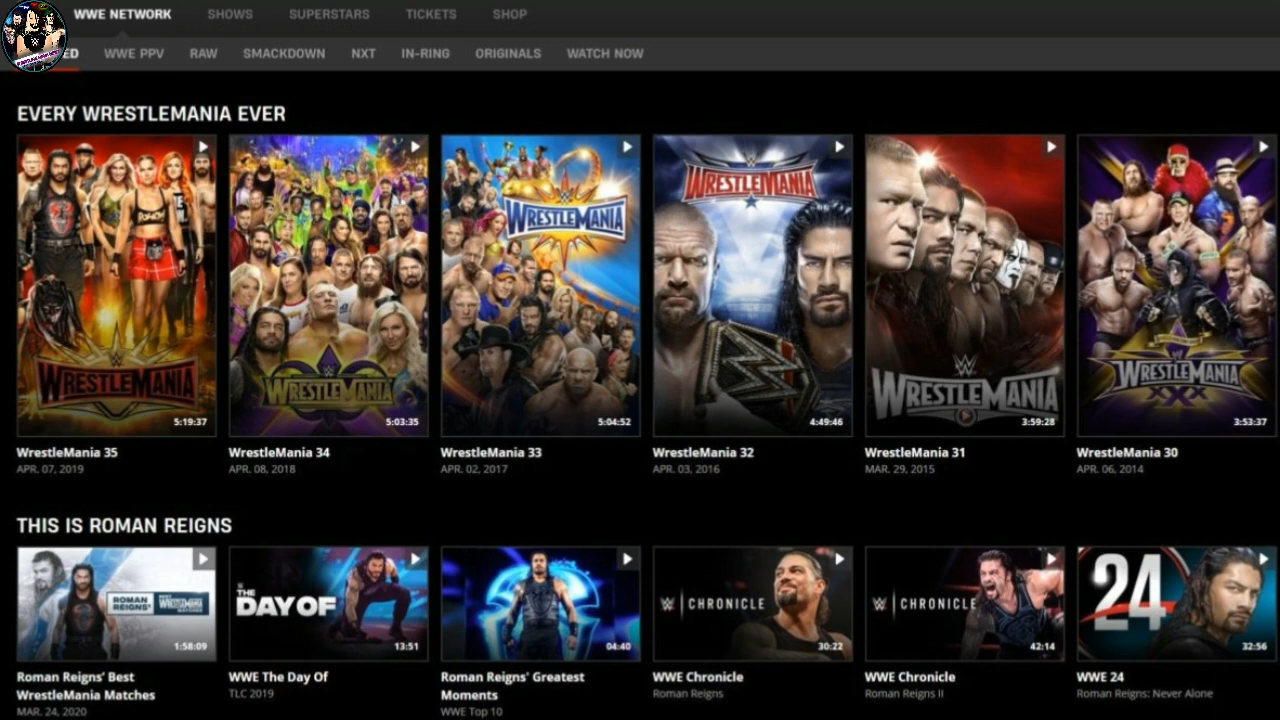 WWE NETWORK SHOWS SUPERSTARS TICKETS SHOP
ED WWE PPV RAW SMACKDOWN NXT IN-RING ORIGINALS WATCH NOW
EVERY WRESTLEMANIA EVER
WRESTLEMANIA
WRESTLEMANIA
WRESTLEMANIA
WRESTLEMANIA
WRESTLEMANIA
WRESTLEMANIA
XXX
5:19:37 5:03:35 5:04:52 4:49:46 3:59:28 3:53:37
WrestleMania 35 WrestleMania 34 WrestleMania 33 WrestleMania 32 WrestleMania 31 WrestleMania 30
APR. 07, 2019 APR. 08, 2018 APR. 02, 2017 APR. 03, 2016 MAR. 29, 2015 APR. 06, 2014
THIS IS ROMAN REIGNS
ROMAN REIGNS'
WRESTLEMANIA
THE DAY OF
CHRONICLE
CHRONICLE
24
1:58:09 13:51 04:40 30:22 42:14 32:56
Roman Reigns' Best WWE The Day Of Roman Reigns' Greatest WWE Chronicle WWE Chronicle WWE 24
WrestleMania Matches TLC 2019 Moments Roman Reigns Roman Reigns II Roman Reigns: Never Alone
MAR. 24, 2020 WWE Top 10